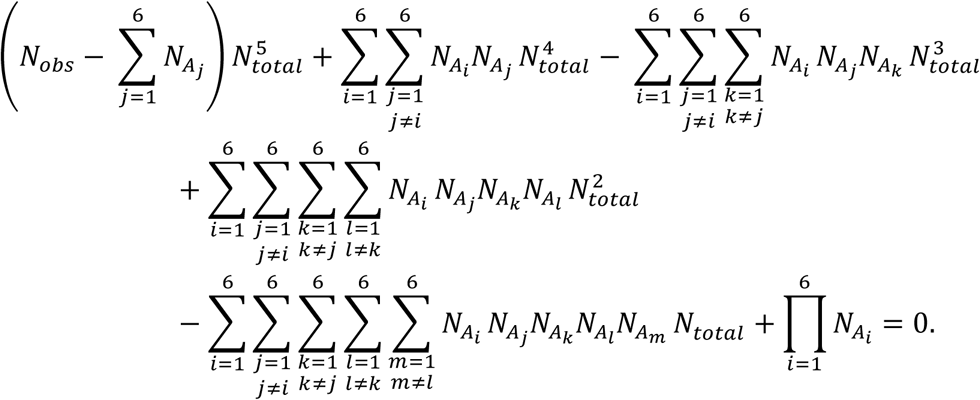 $\left( N_{obs} - \sum_{j=1}^{6} N_{A_j} \right) N_{total}^{5} + \sum_{i=1}^{6} \sum_{\substack{j=1 \\ j \neq i}}^{6} N_{A_i} N_{A_j} N_{total}^{4} - \sum_{i=1}^{6} \sum_{\substack{j=1 \\ j \neq i}}^{6} \sum_{\substack{k=1 \\ k \neq j}}^{6} N_{A_i} N_{A_j} N_{A_k} N_{total}^{3}$
$+ \sum_{i=1}^{6} \sum_{\substack{j=1 \\ j \neq i}}^{6} \sum_{\substack{k=1 \\ k \neq j}}^{6} \sum_{\substack{l=1 \\ l \neq k}}^{6} N_{A_i} N_{A_j} N_{A_k} N_{A_l} N_{total}^{2}$
$- \sum_{i=1}^{6} \sum_{\substack{j=1 \\ j \neq i}}^{6} \sum_{\substack{k=1 \\ k \neq j}}^{6} \sum_{\substack{l=1 \\ l \neq k}}^{6} \sum_{\substack{m=1 \\ m \neq l}}^{6} N_{A_i} N_{A_j} N_{A_k} N_{A_l} N_{A_m} N_{total} + \prod_{i=1}^{6} N_{A_i} = 0.$